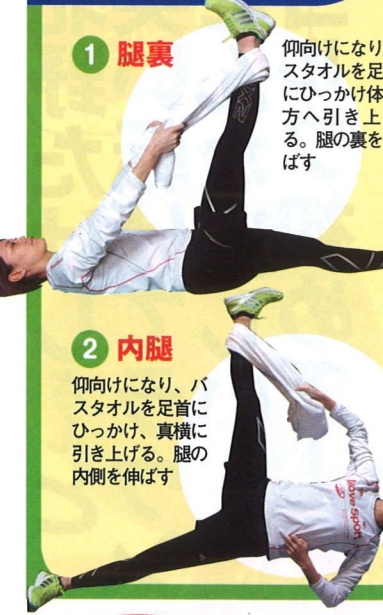 1 腿裏
仰向けになり
スタオルを足
にひっかけ体
方へ引き上
る。腿の裏を
ばす
2 内腿
仰向けになり、バ
スタオルを足首に
ひっかけ、真横に
引き上げる。腿の
内側を伸ばす
love Sport